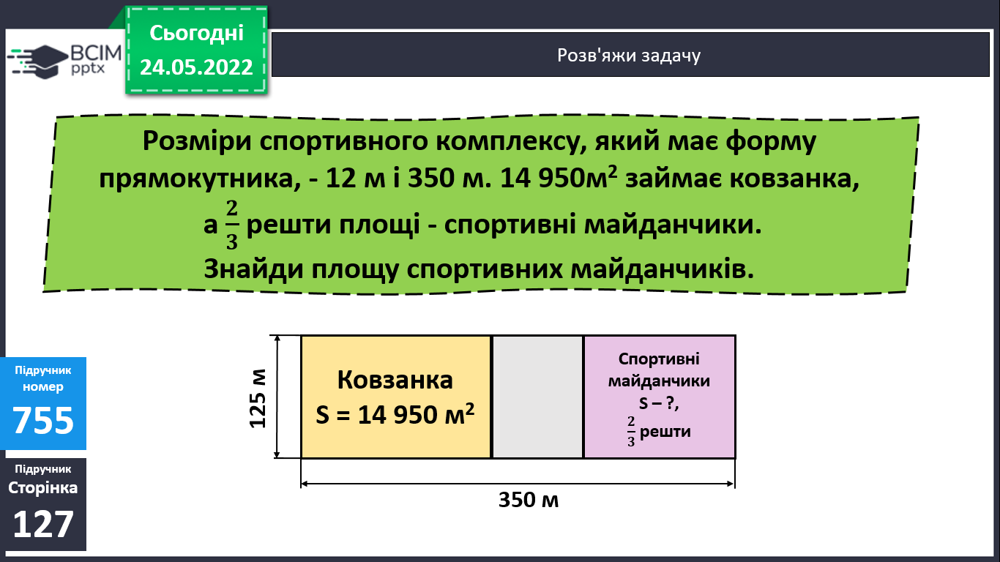 Сьогодні
24.05.2022
ВСІМ
pptx
Розв'яжи задачу
Розміри спортивного комплексу, який має форму
прямокутника, - 12 м і 350 м. 14 950м² займає ковзанка,
а 2/3 решти площі - спортивні майданчики.
Знайди площу спортивних майданчиків.
125 м
Ковзанка
S = 14 950 м²
Спортивні
майданчики
S – ?,
2/3 решти
350 м
Підручник
номер
755
Підручник
Сторінка
127